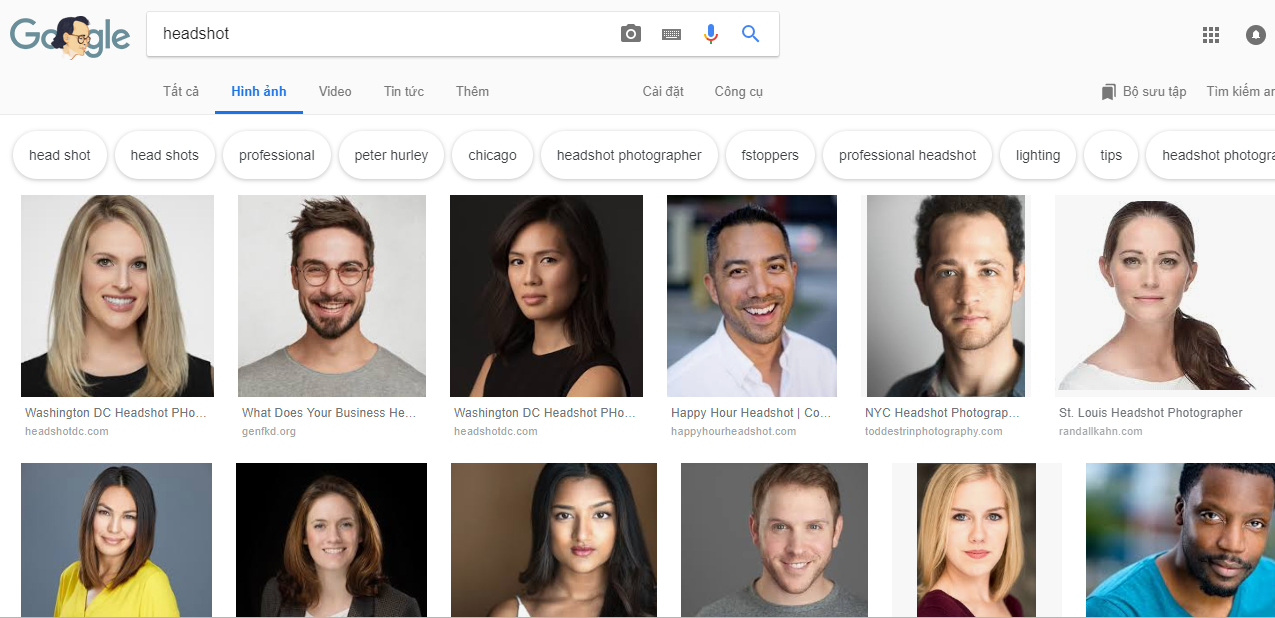 Google
headshot
Tất cả Hình ảnh Video Tin tức Thêm Cài đặt Công cụ Bộ sưu tập Tìm kiếm an
head shot head shots professional peter hurley chicago headshot photographer fstoppers professional headshot lighting tips headshot photogra
Washington DC Headshot PHo... What Does Your Business He... Washington DC Headshot PHo... Happy Hour Headshot | Co... NYC Headshot Photograp... St. Louis Headshot Photographer
headshotdc.com genfkd.org headshotdc.com happyhourheadshot.com toddestrinphotography.com randallkahn.com